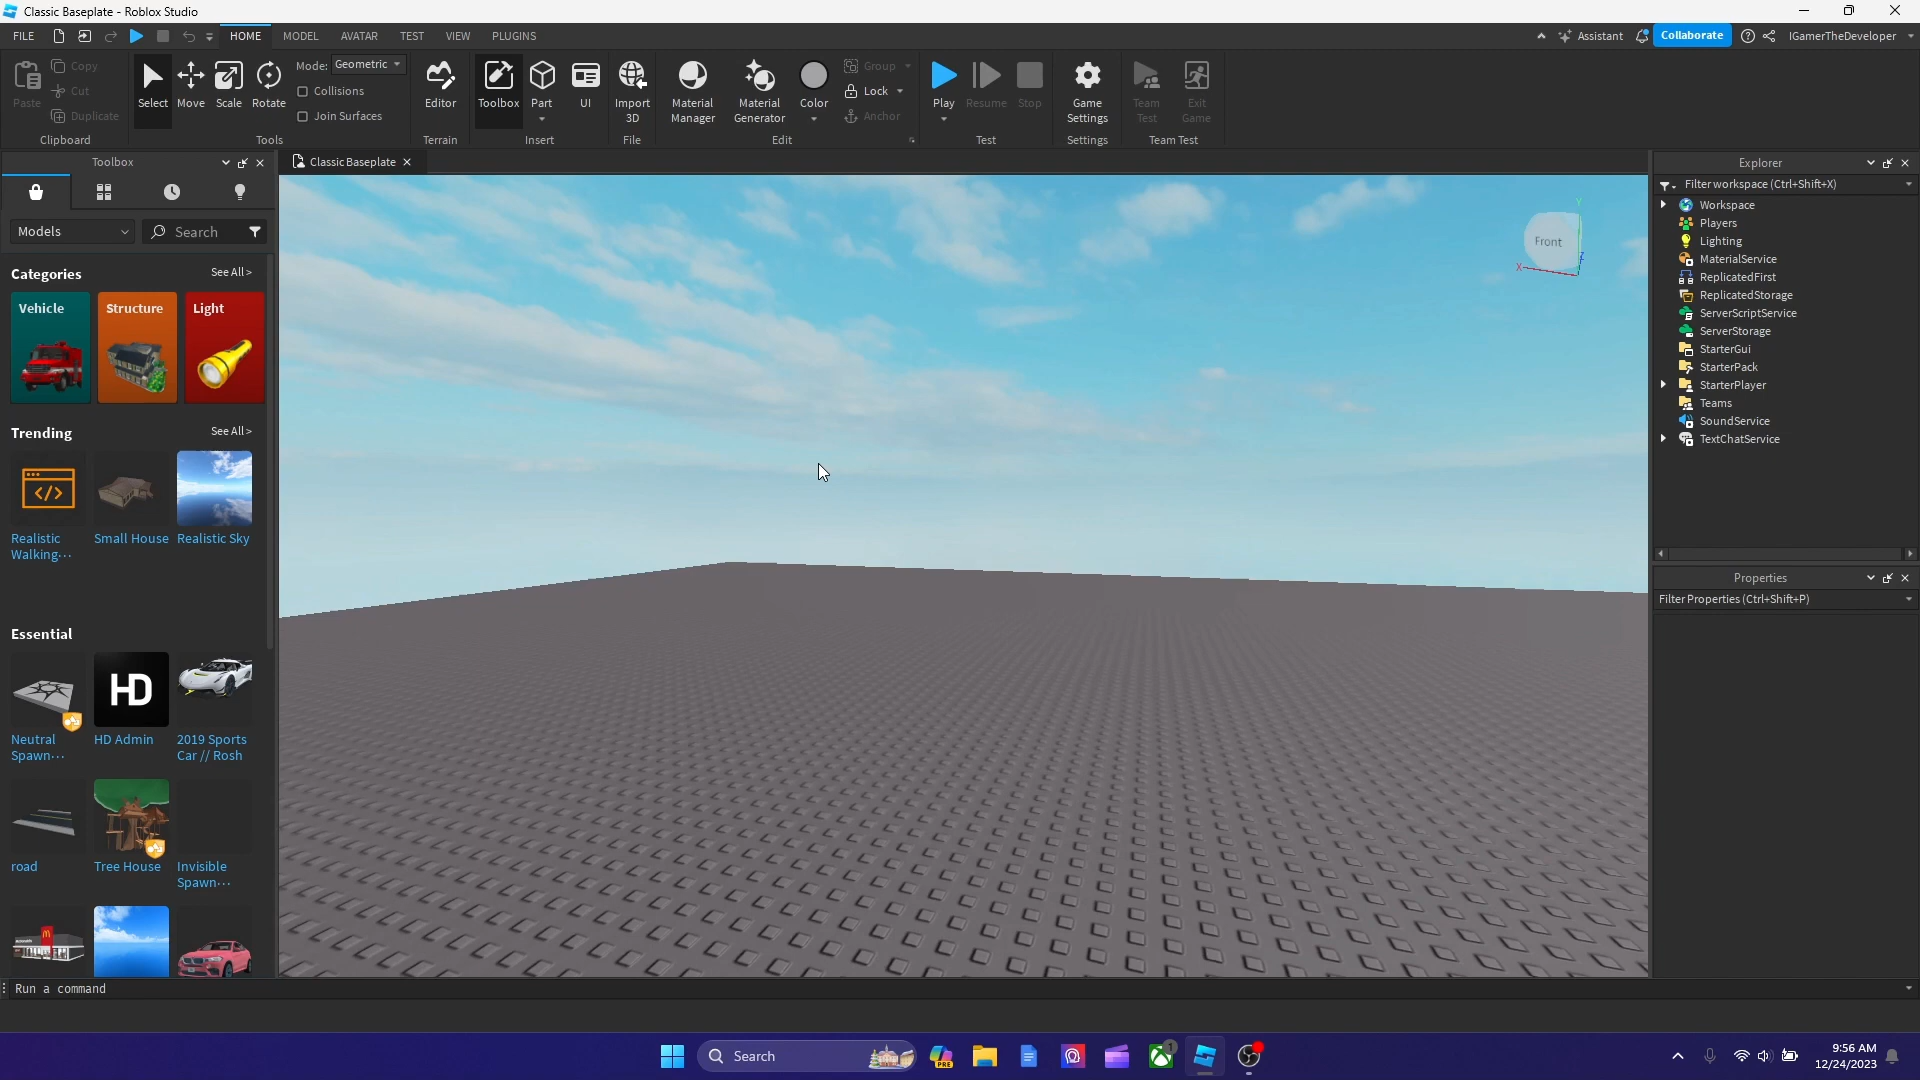 Classic Baseplate - Roblox Studio
FILE HOME MODEL AVATAR TEST VIEW PLUGINS Assistant Collaborate IGamerTheDeveloper
Paste Copy Cut Duplicate
Clipboard
Select Move Scale Rotate
Mode: Geometric
Collisions
Join Surfaces
Tools
Editor
Terrain
Toolbox Part UI
Insert
Import 3D
File
Material Manager
Material Generator
Color
Group
Lock
Anchor
Edit
Play Resume Stop
Test
Game Settings
Settings
Team Test
Exit Game
Team Test
Toolbox
Models
Search
Categories See All >
Vehicle Structure Light
Trending See All >
Realistic Walking...
Small House
Realistic Sky
Essential
HD
Neutral Spawn...
HD Admin
2019 Sports Car // Rosh
road
Tree House
Invisible Spawn...
Classic Baseplate
Front
Y
X
Z
Explorer
Filter workspace (Ctrl+Shift+X)
Workspace
Players
Lighting
MaterialService
ReplicatedFirst
ReplicatedStorage
ServerScriptService
ServerStorage
StarterGui
StarterPack
StarterPlayer
Teams
SoundService
TextChatService
Properties
Filter Properties (Ctrl+Shift+P)
Run a command
Search
PRE
1
9:56 AM
12/24/2023